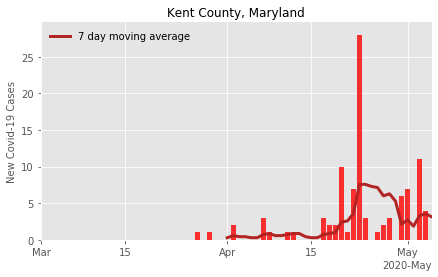 Kent County, Maryland
7 day moving average
New Covid-19 Cases
25
20
15
10
5
0
Mar
15
Apr
15
May
2020-May